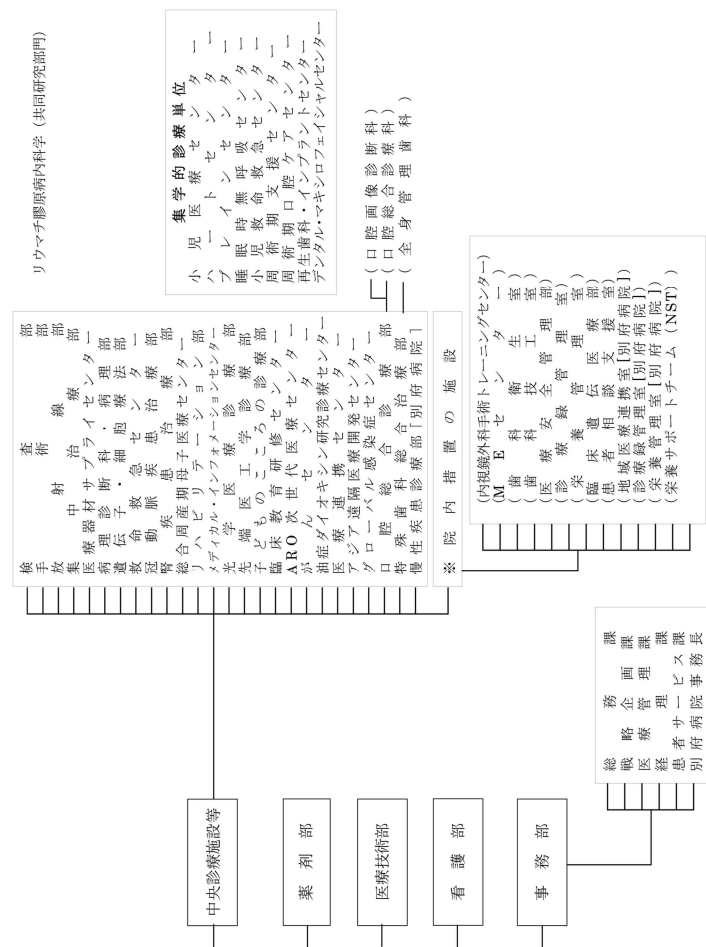 中央診療施設等
検査部
手術部
放射線部
集中治療部
医療器材サプライセンター
病理診断科・病理部
遺伝子・細胞療法部
救命救急センター
冠動脈疾患治療部
腎疾患治療部
総合周産期母子医療センター
リハビリテーション部
メディカル・インフォメーションセンター
光学医療診療部
先端医工学診療部
子どものこころの診療部
臨床教育研修センター
ARO次世代医療センター
がんセンター
油症ダイオキシン研究診療センター
医療連携センター
アジア遠隔医療開発センター
グローバル感染症センター
口腔総合診療部
特殊歯科総合治療部
慢性疾患診療部[別府病院]
※院内措置の施設
リウマチ膠原病内科学(共同研究部門)
集学的診療単位
小児医療センター
ハートセンター
ブレインセンター
睡眠時無呼吸センター
小児救命救急センター
周術期支援センター
周術期口腔ケアセンター
再生歯科・インプラントセンター
デンタル・マキシロフェイシャルセンター
(口腔画像診断科)
(口腔総合診療科)
(全身管理歯科)
(内視鏡外科手術トレーニングセンター)
(MEセンター)
(歯科衛生室)
(歯科技工室)
(医療安全管理部)
(診療録管理室)
(栄養管理室)
(臨床遺伝医療部)
(患者相談支援室)
(地域医療連携室[別府病院])
(診療録管理室[別府病院])
(栄養管理室[別府病院])
(栄養サポートチーム(NST))
薬剤部
医療技術部
看護部
事務部
総務課
戦略企画課
医療管理課
経理課
患者サービス課
別府病院事務長